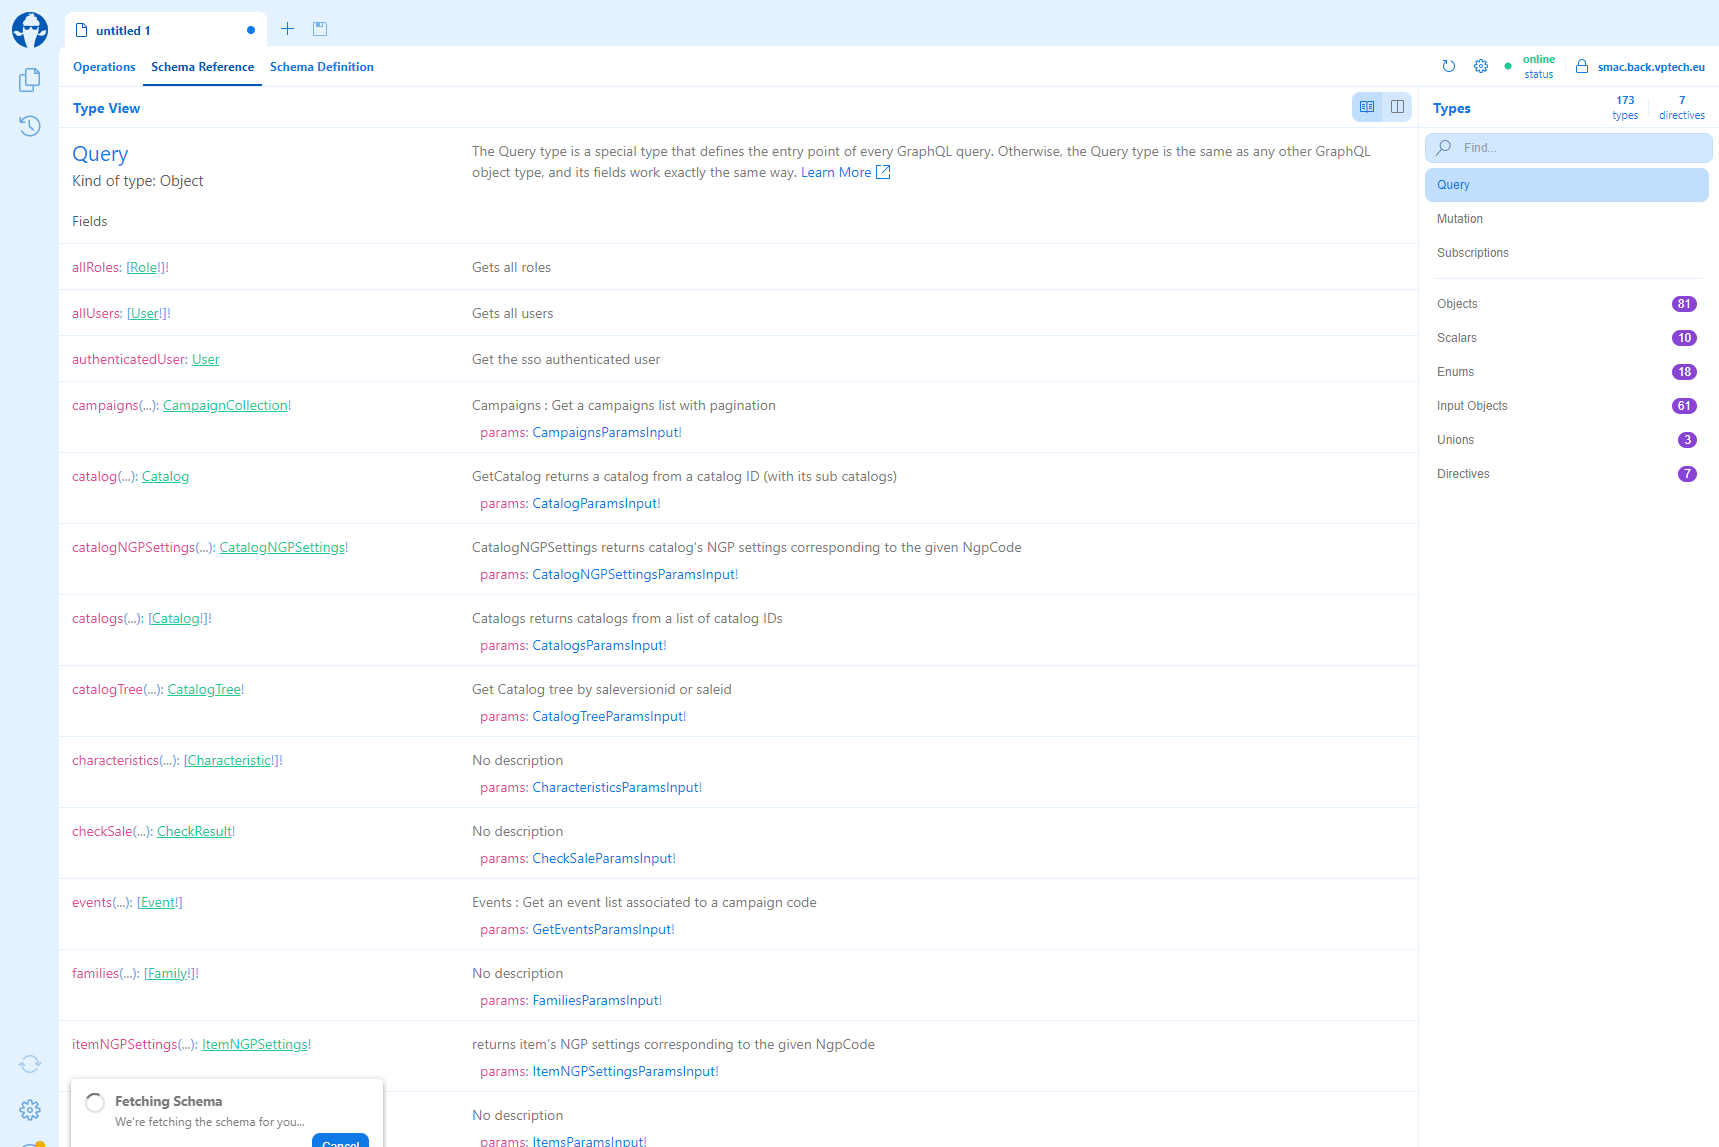 untitled 1
Operations
Schema Reference
Schema Definition
online
status
smac.back.vptech.eu
Type View
Types
173
types
7
directives
Query
Kind of type: Object
The Query type is a special type that defines the entry point of every GraphQL query. Otherwise, the Query type is the same as any other GraphQL
object type, and its fields work exactly the same way. Learn More
Fields
allRoles: [Role!]!
Gets all roles
allUsers: [User!]!
Gets all users
authenticatedUser: User
Get the sso authenticated user
campaigns(...): CampaignCollection!
Campaigns : Get a campaigns list with pagination
params: CampaignsParamsInput!
catalog(...): Catalog
GetCatalog returns a catalog from a catalog ID (with its sub catalogs)
params: CatalogParamsInput!
catalogNGPSettings(...): CatalogNGPSettings!
CatalogNGPSettings returns catalog's NGP settings corresponding to the given NgpCode
params: CatalogNGPSettingsParamsInput!
catalogs(...): [Catalog!]!
Catalogs returns catalogs from a list of catalog IDs
params: CatalogsParamsInput!
catalogTree(...): CatalogTree!
Get Catalog tree by saleversionid or saleid
params: CatalogTreeParamsInput!
characteristics(...): [Characteristic!]!
No description
params: CharacteristicsParamsInput!
checkSale(...): CheckResult!
No description
params: CheckSaleParamsInput!
events(...): [Event!]
Events : Get an event list associated to a campaign code
params: GetEventsParamsInput!
families(...): [Family!]!
No description
params: FamiliesParamsInput!
itemNGPSettings(...): ItemNGPSettings!
returns item's NGP settings corresponding to the given NgpCode
params: ItemNGPSettingsParamsInput!
No description
params: ItemsParamsInput!
Fetching Schema
We're fetching the schema for you...
Cancel
Find...
Query
Mutation
Subscriptions
Objects
81
Scalars
10
Enums
18
Input Objects
61
Unions
3
Directives
7